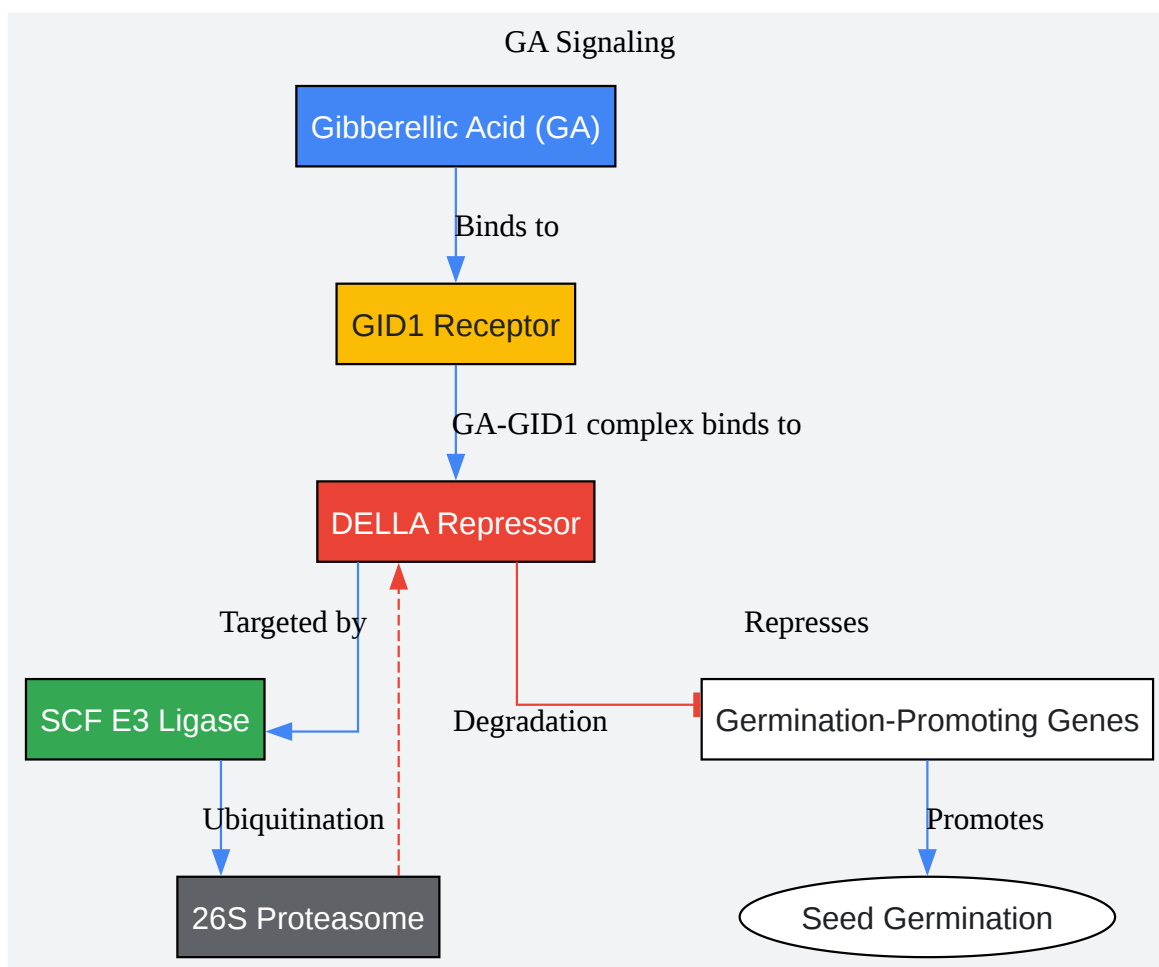 GA Signaling
Gibberellic Acid (GA)
Binds to
GID1 Receptor
GA-GID1 complex binds to
DELLA Repressor
Targeted by
Represses
SCF E3 Ligase
Degradation
Germination-Promoting Genes
Ubiquitination
Promotes
26S Proteasome
Seed Germination